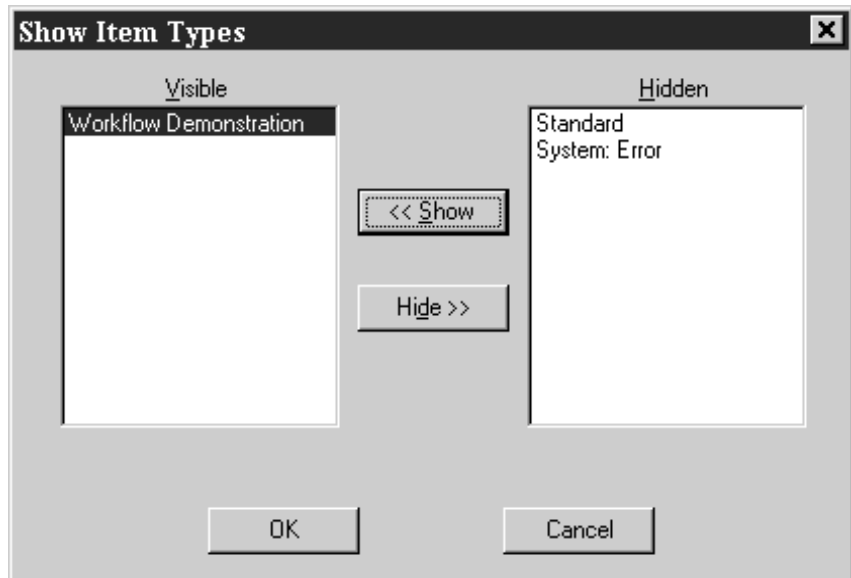 Show Item Types
Visible
Hidden
Workflow Demonstration
Standard
System: Error
<< Show
Hide >>
OK
Cancel